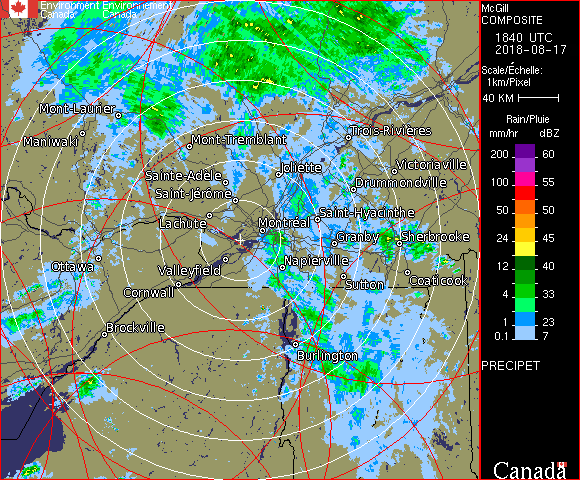 Environment Environnement
Canada Canada
McGill
COMPOSITE
1840 UTC
2018-08-17
Scale/Échelle:
1km/Pixel
40 KM
Rain/Pluie
mm/hr dBZ
200 60
100 55
50 50
24 45
12 40
4 33
1 23
0.1 7
PRECIPET
Canada
Mont-Laurier
Maniwaki
Mont-Tremblant
Trois-Rivières
Sainte-Adèle
Joliette
Victoriaville
Saint-Jérôme
Drummondville
Lachute
Montréal
Saint-Hyacinthe
Granby
Sherbrooke
Ottawa
Valleyfield
Napierville
Cornwall
Sutton
Coaticook
Brockville
Burlington